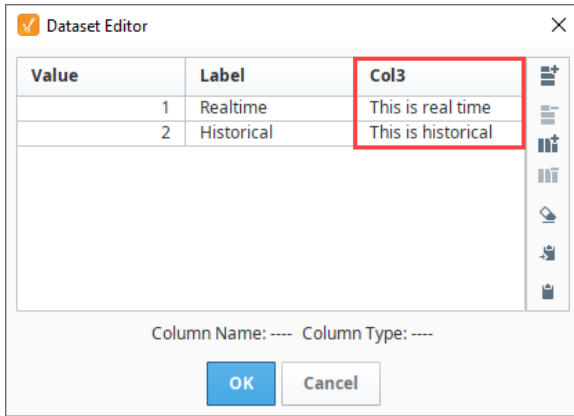 Dataset Editor
Value Label Col3
1 Realtime This is real time
2 Historical This is historical
Column Name: ---- Column Type: ----
OK Cancel